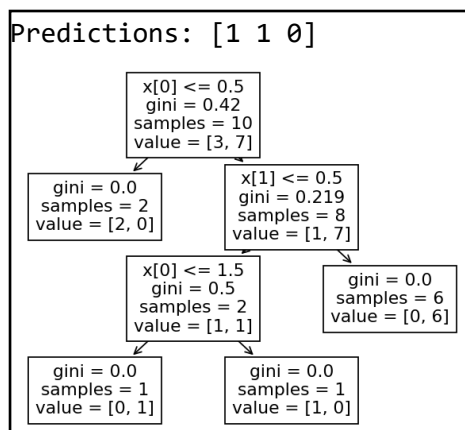 Predictions: [1 1 0]
x[0] <= 0.5
gini = 0.42
samples = 10
value = [3, 7]
gini = 0.0
samples = 2
value = [2, 0]
x[1] <= 0.5
gini = 0.219
samples = 8
value = [1, 7]
x[0] <= 1.5
gini = 0.5
samples = 2
value = [1, 1]
gini = 0.0
samples = 6
value = [0, 6]
gini = 0.0
samples = 1
value = [0, 1]
gini = 0.0
samples = 1
value = [1, 0]